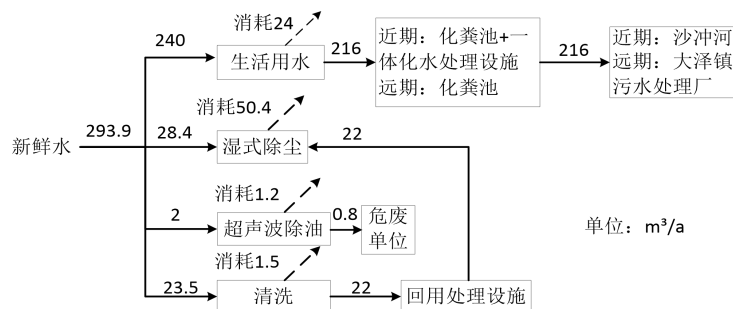 消耗24
240
生活用水
216
近期：化粪池+一
体化水处理设施
远期：化粪池
216
近期：沙冲河
远期：大泽镇
污水处理厂
消耗50.4
新鲜水
293.9
28.4
湿式除尘
22
消耗1.2
2
超声波除油
0.8
危废
单位
单位：m³/a
消耗1.5
23.5
清洗
22
回用处理设施